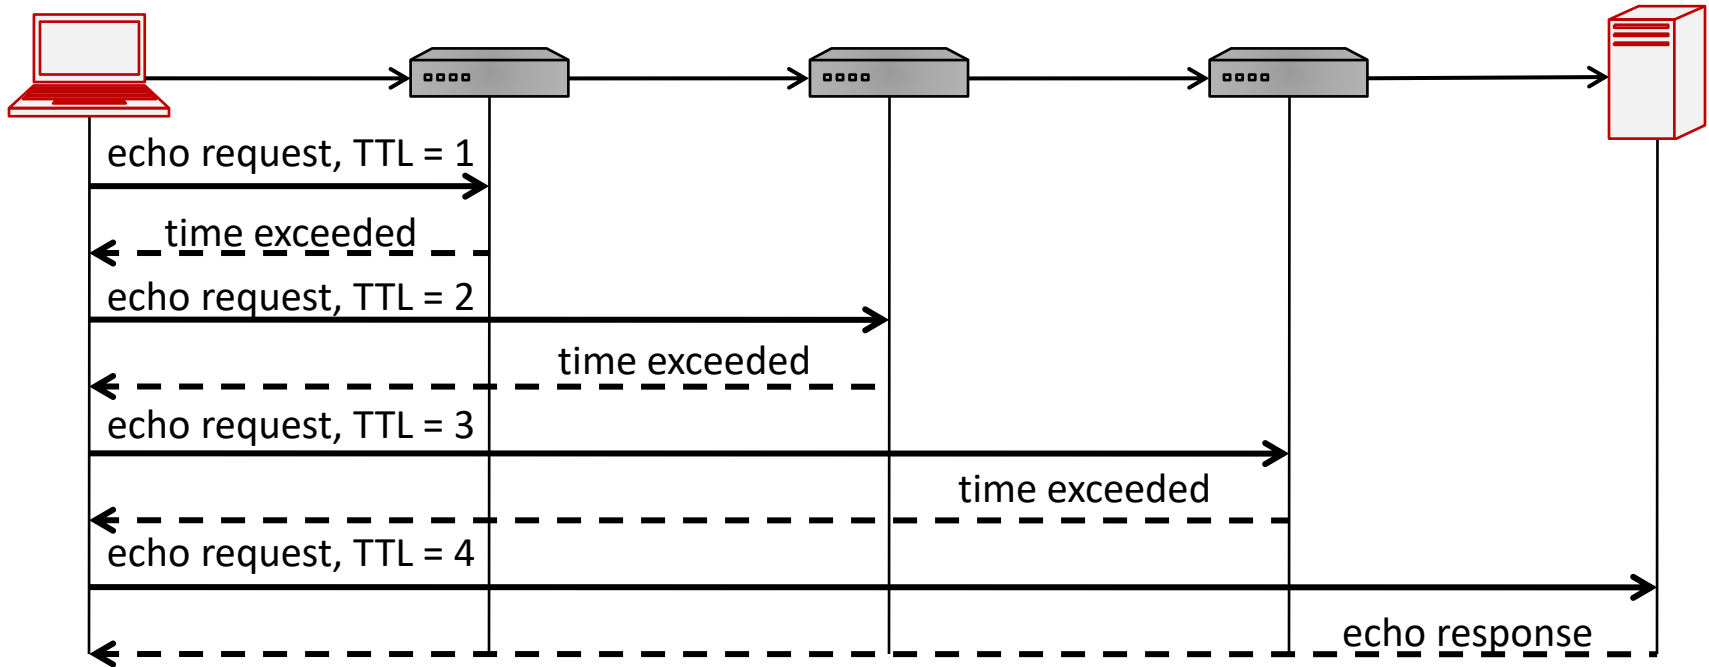 echo request, TTL = 1
time exceeded
echo request, TTL = 2
time exceeded
echo request, TTL = 3
time exceeded
echo request, TTL = 4
echo response